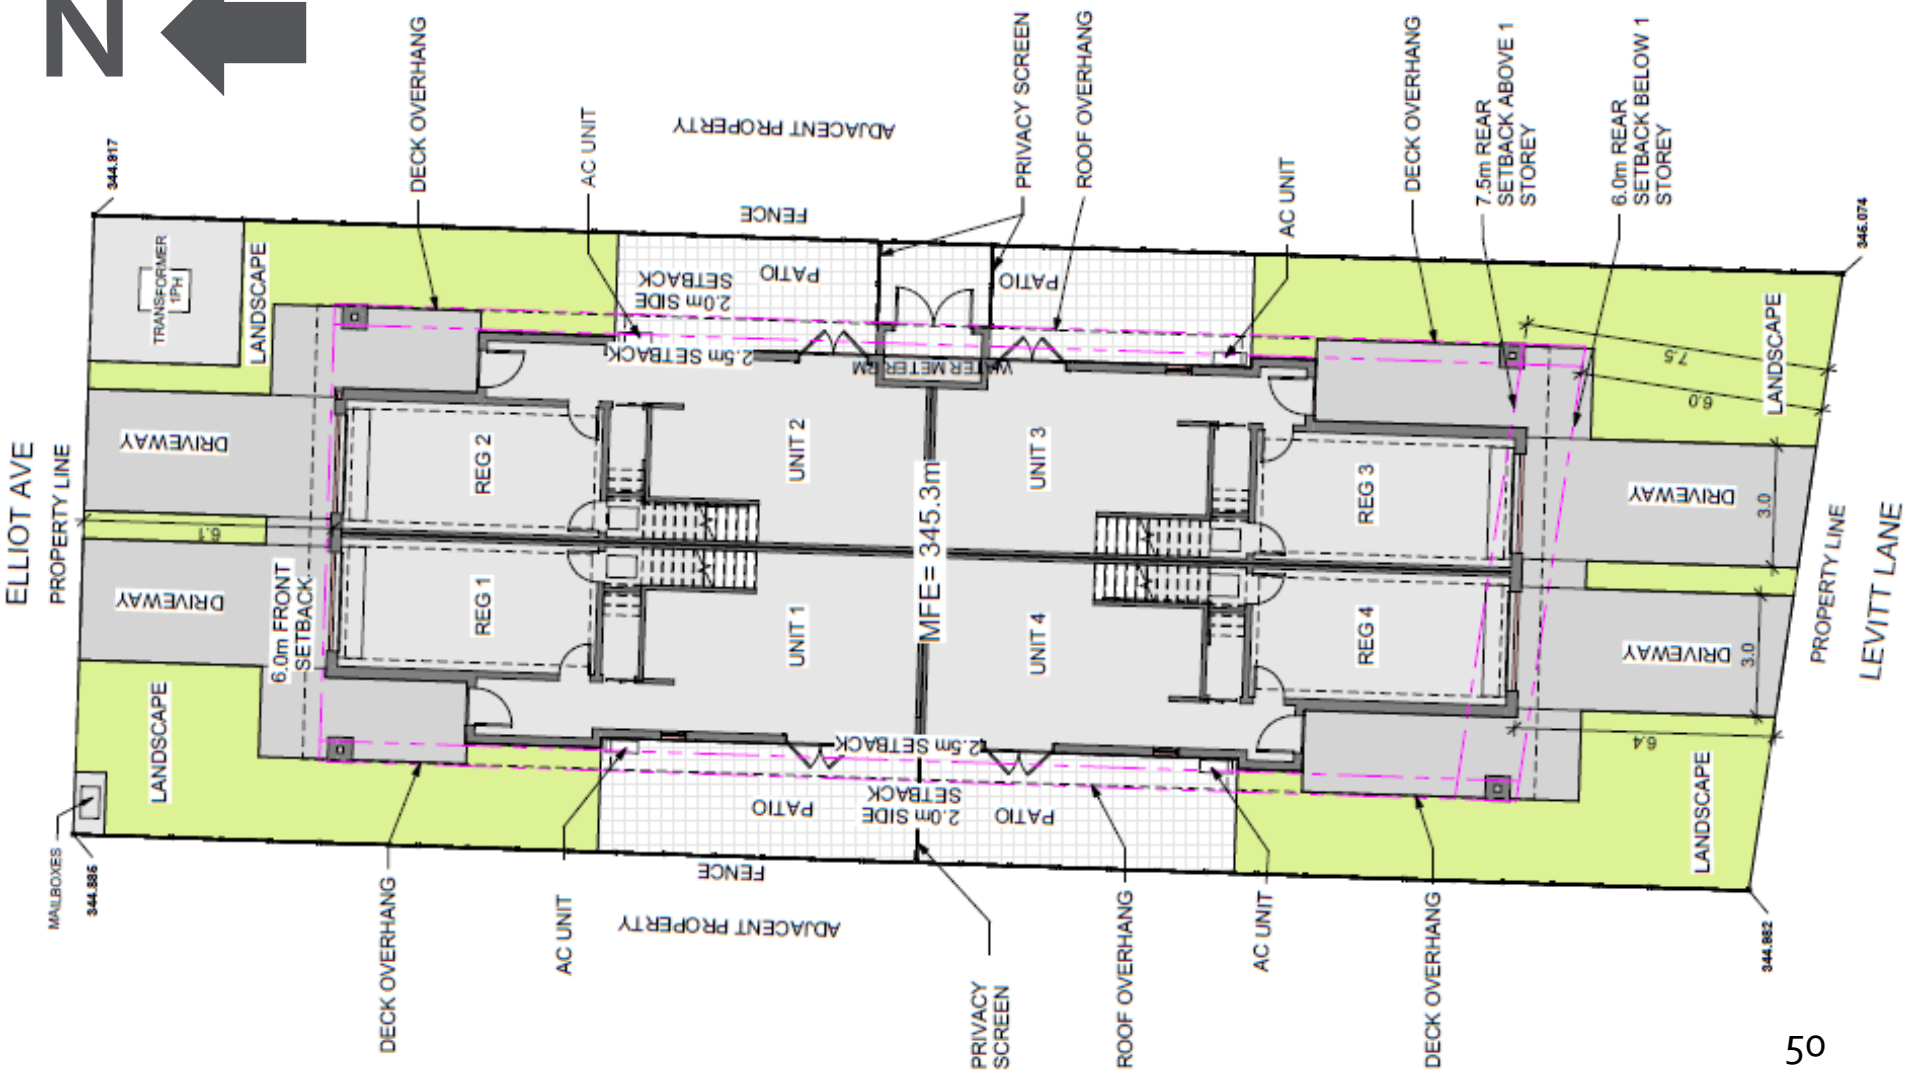 N
ELLIOT AVE
PROPERTY LINE
344.917
TRANSFORMER
1PH
LANDSCAPE
DRIVEWAY
DRIVEWAY
6.1
6.0m FRONT
SETBACK
LANDSCAPE
MAILBOXES
344.886
DECK OVERHANG
AC UNIT
ADJACENT PROPERTY
FENCE
PRIVACY SCREEN
ROOF OVERHANG
AC UNIT
DECK OVERHANG
7.5m REAR
SETBACK ABOVE 1
STOREY
6.0m REAR
SETBACK BELOW 1
STOREY
345.074
2.0m SIDE
SETBACK
PATIO
PATIO
2.5m SETBACK
WATER METER RM
REG 2
UNIT 2
UNIT 3
REG 3
MFE= 345.3m
REG 1
UNIT 1
UNIT 4
REG 4
7.5
6.0
LANDSCAPE
DRIVEWAY
3.0
DRIVEWAY
3.0
6.4
LANDSCAPE
PROPERTY LINE
LEVITT LANE
2.5m SETBACK
2.0m SIDE
SETBACK
PATIO
PATIO
FENCE
ADJACENT PROPERTY
DECK OVERHANG
AC UNIT
PRIVACY
SCREEN
ROOF OVERHANG
AC UNIT
DECK OVERHANG
344.982
50